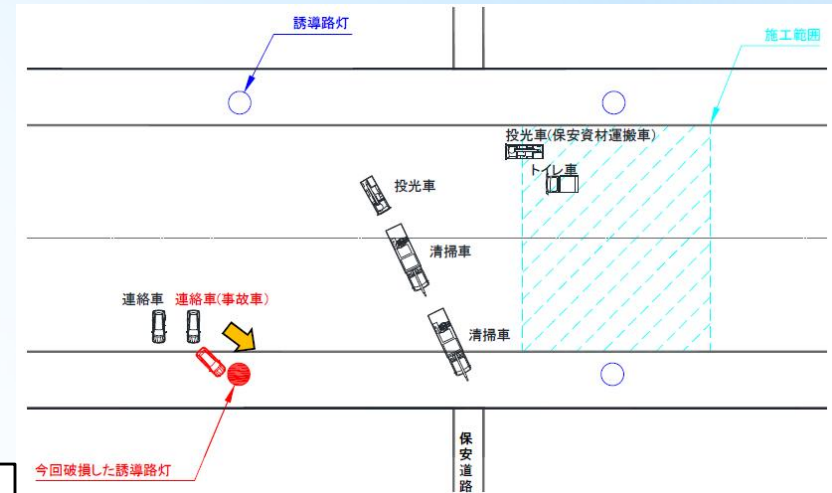 誘導路灯
施工範囲
投光車(保安資材運搬車)
トイレ車
投光車
清掃車
連絡車
連絡車(事故車)
清掃車
保安道路
今回破損した誘導路灯